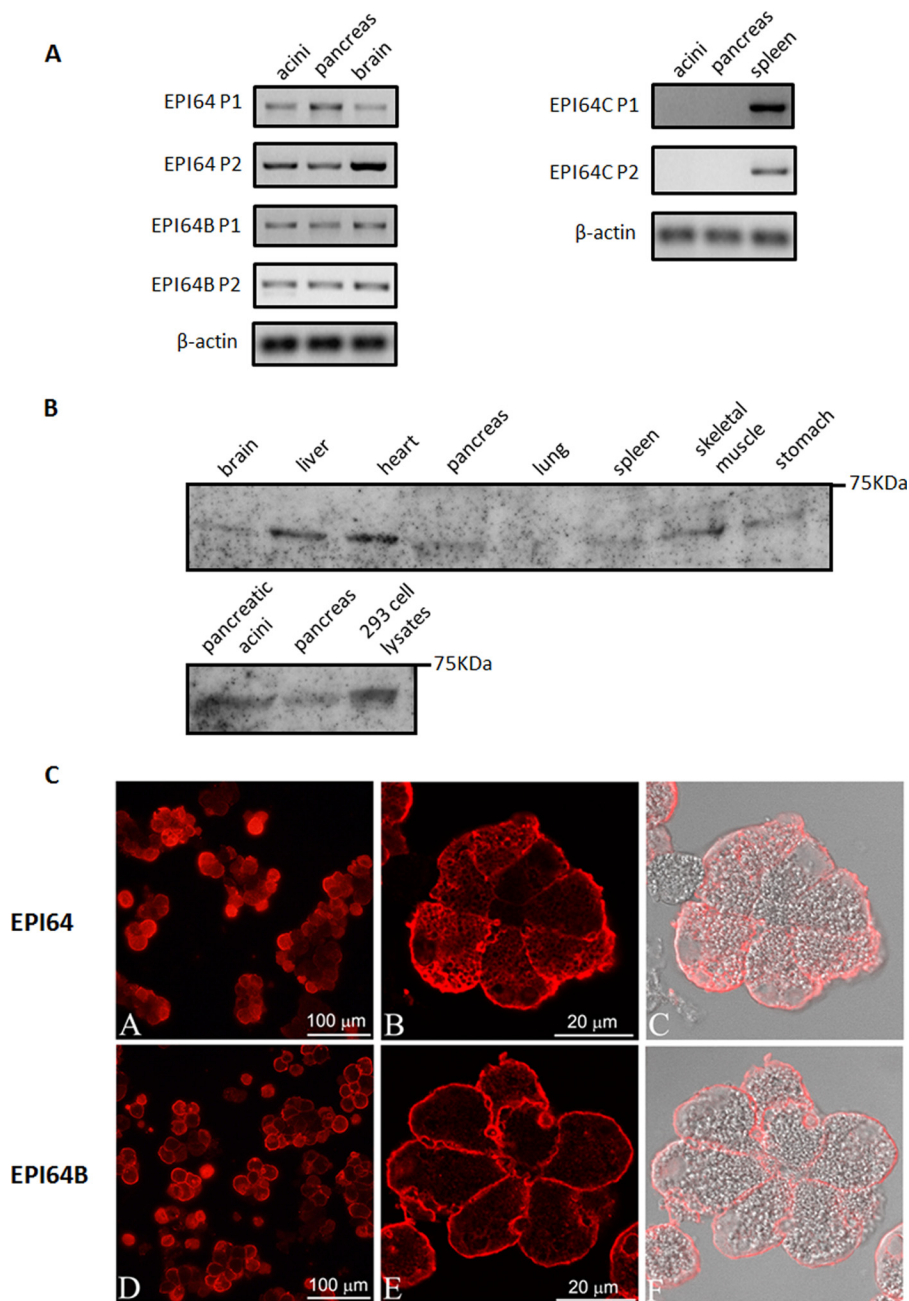 A
acini
pancreas
brain
EPI64 P1
EPI64 P2
EPI64B P1
EPI64B P2
β-actin
acini
pancreas
spleen
EPI64C P1
EPI64C P2
β-actin
B
brain
liver
heart
pancreas
lung
spleen
skeletal
muscle
stomach
75KDa
pancreatic
acini
pancreas
293 cell
lysates
75KDa
C
EPI64
A
100 μm
B
20 μm
C
EPI64B
D
100 μm
E
20 μm
F